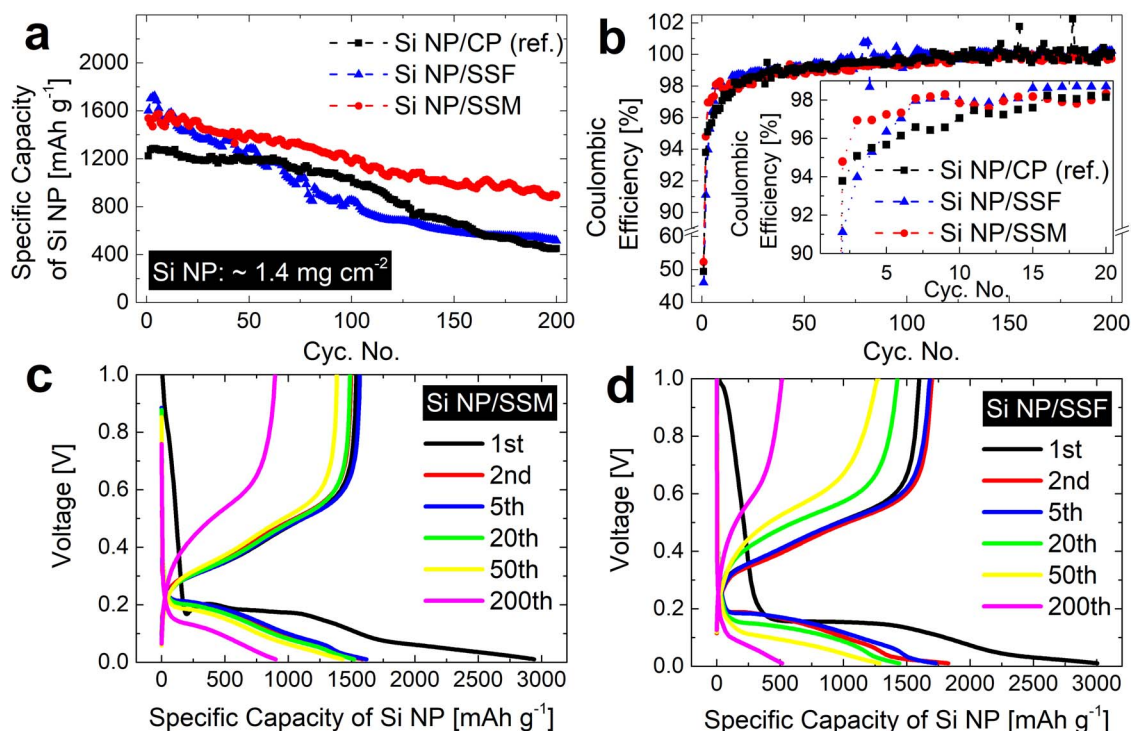 a
Specific Capacity
of Si NP [mAh g⁻¹]
2400
2000
1600
1200
800
400
0
Si NP/CP (ref.)
Si NP/SSF
Si NP/SSM
Si NP: ~ 1.4 mg cm⁻²
0 50 100 150 200
Cyc. No.
b
Coulombic
Efficiency [%]
102
100
98
96
94
92
90
60
50
40
Coulombic
Efficiency [%]
98
96
94
92
90
Si NP/CP (ref.)
Si NP/SSF
Si NP/SSM
5 10 15 20
Cyc. No.
0 50 100 150 200
Cyc. No.
c
Voltage [V]
1.0
0.8
0.6
0.4
0.2
0.0
Si NP/SSM
1st
2nd
5th
20th
50th
200th
0 500 1000 1500 2000 2500 3000
Specific Capacity of Si NP [mAh g⁻¹]
d
Voltage [V]
1.0
0.8
0.6
0.4
0.2
0.0
Si NP/SSF
1st
2nd
5th
20th
50th
200th
0 500 1000 1500 2000 2500 3000
Specific Capacity of Si NP [mAh g⁻¹]